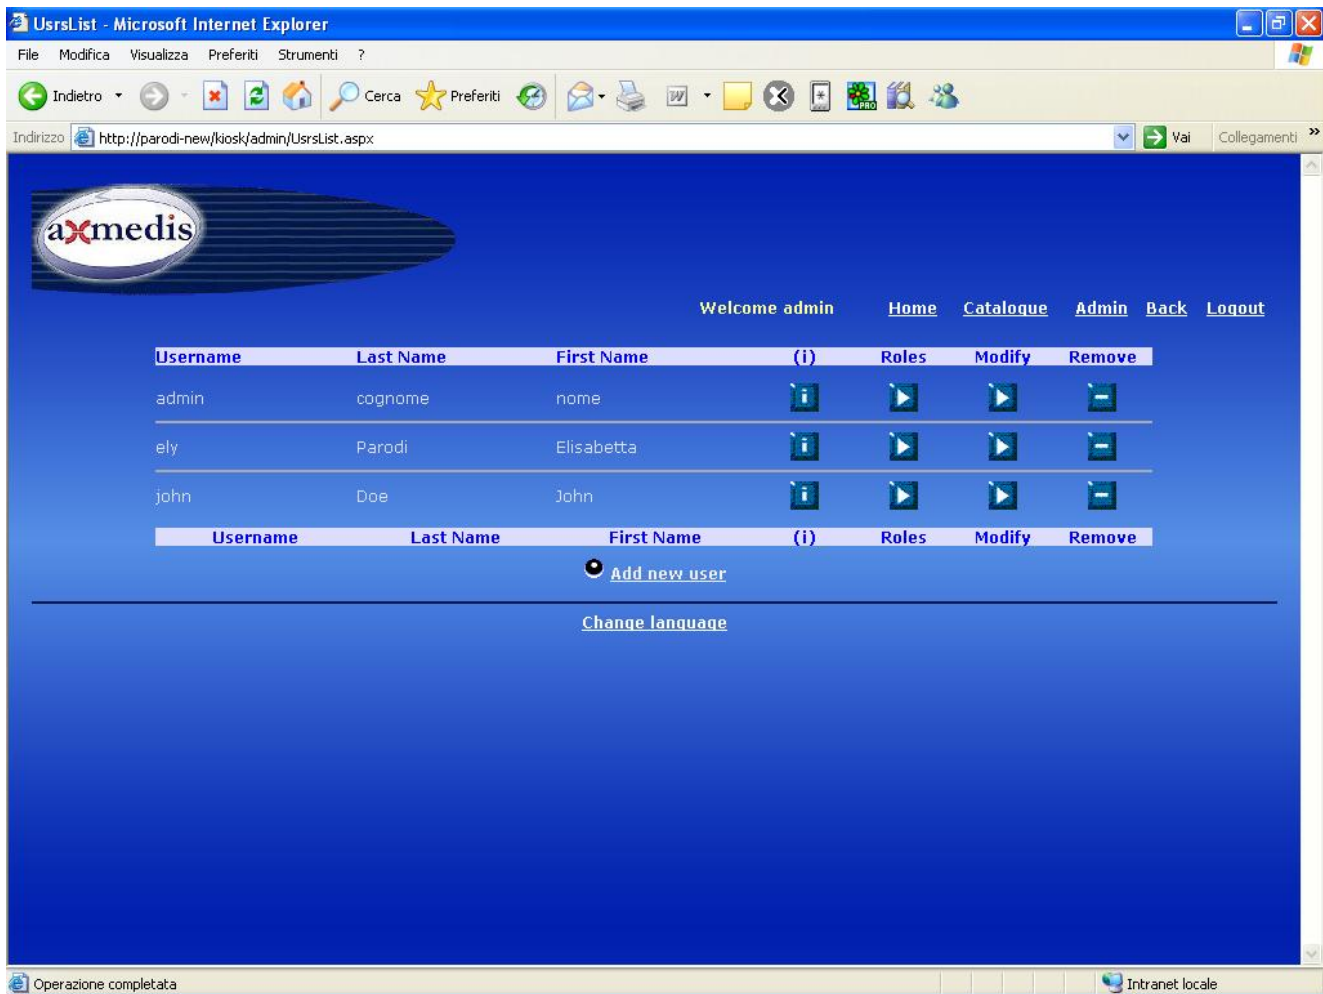 UsrsList - Microsoft Internet Explorer
File Modifica Visualizza Preferiti Strumenti ?
Indietro Cerca Preferiti W PRO
Indirizzo http://parodi-new/kiosk/admin/UsrsList.aspx Vai Collegamenti »
axmedis
Welcome admin Home Catalogue Admin Back Logout
Username Last Name First Name (i) Roles Modify Remove
admin cognome nome i
ely Parodi Elisabetta i
john Doe John i
Username Last Name First Name (i) Roles Modify Remove
Add new user
Change language
Operazione completata Intranet locale